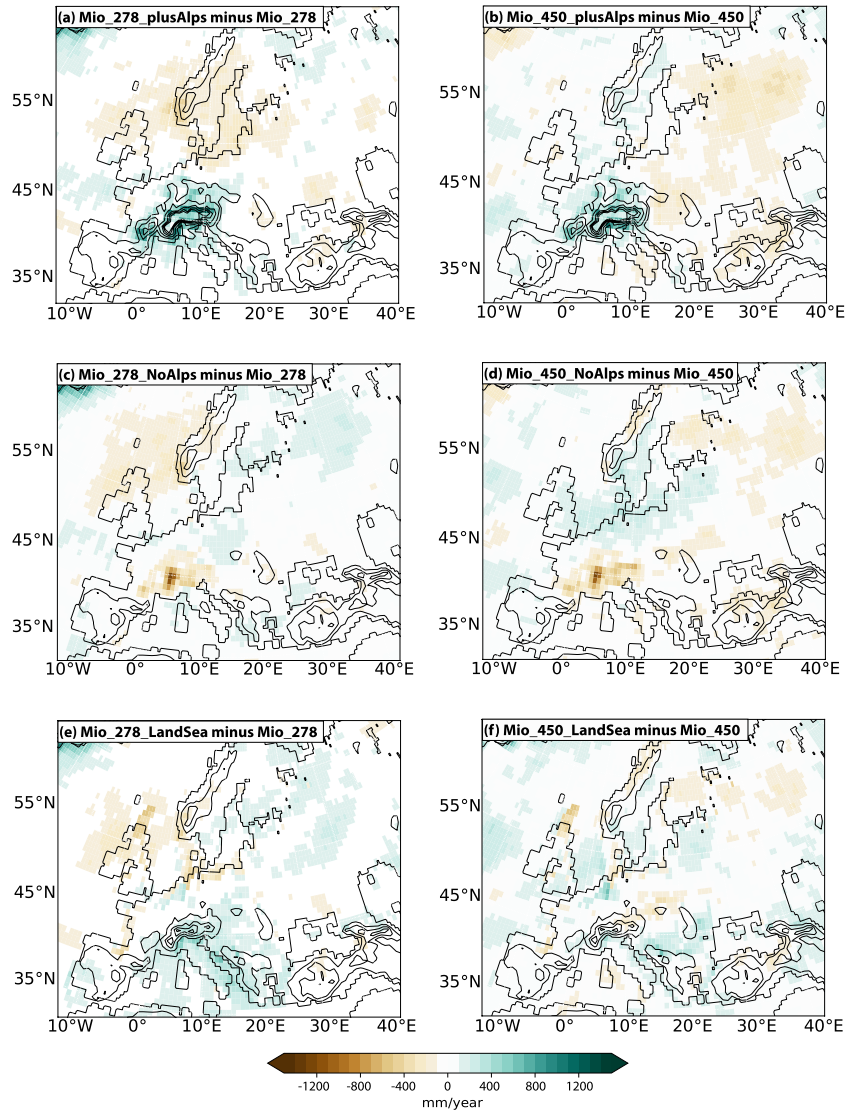 (a) Mio_278_plusAlps minus Mio_278
(b) Mio_450_plusAlps minus Mio_450
55°N
55°N
45°N
45°N
35°N
35°N
10°W 0° 10°E 20°E 30°E 40°E
10°W 0° 10°E 20°E 30°E 40°E
(c) Mio_278_NoAlps minus Mio_278
(d) Mio_450_NoAlps minus Mio_450
55°N
55°N
45°N
45°N
35°N
35°N
10°W 0° 10°E 20°E 30°E 40°E
10°W 0° 10°E 20°E 30°E 40°E
(e) Mio_278_LandSea minus Mio_278
(f) Mio_450_LandSea minus Mio_450
55°N
55°N
45°N
45°N
35°N
35°N
10°W 0° 10°E 20°E 30°E 40°E
10°W 0° 10°E 20°E 30°E 40°E
-1200 -800 -400 0 400 800 1200
mm/year